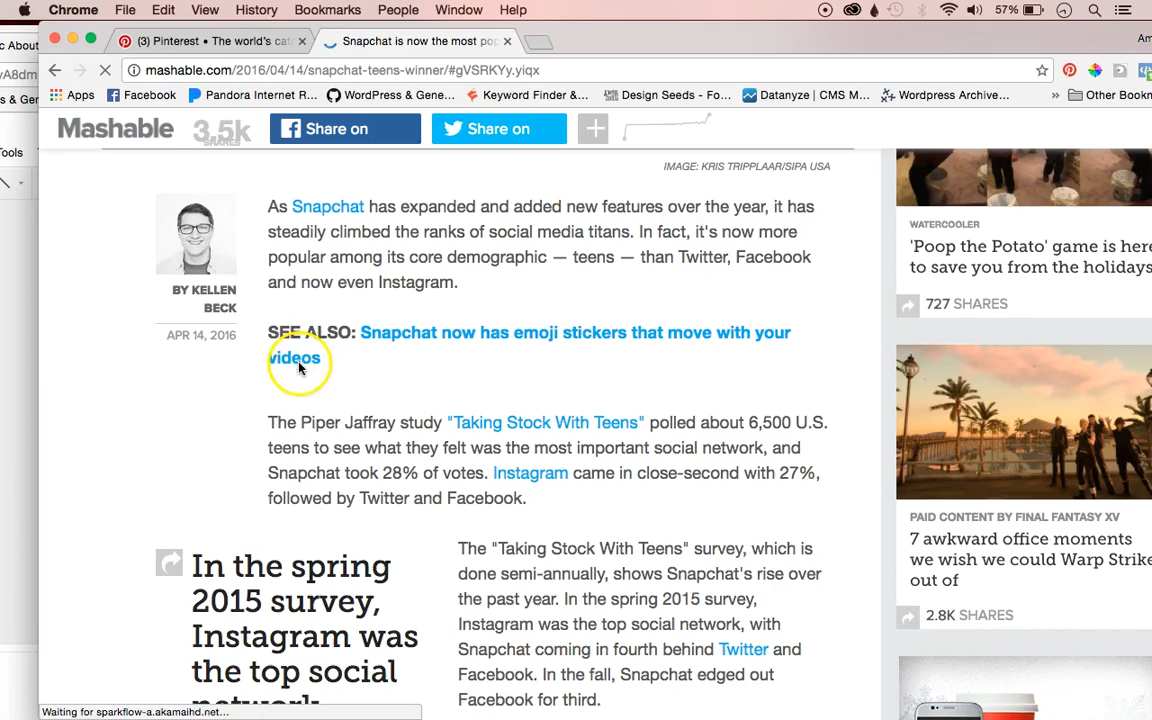 Chrome File Edit View History Bookmarks People Window Help 57%
(3) Pinterest • The world's cat
Snapchat is now the most pop
mashable.com/2016/04/14/snapchat-teens-winner/#gVSRKYy.yiqx
Apps Facebook Pandora Internet R... WordPress & Gene... Keyword Finder &... Design Seeds - Fo... Datanyze | CMS M... Wordpress Archive... » Other Bookm
Mashable 3.5k SHARES Share on Share on
IMAGE: KRIS TRIPPLAAR/SIPA USA
BY KELLEN
BECK
APR 14, 2016
As Snapchat has expanded and added new features over the year, it has
steadily climbed the ranks of social media titans. In fact, it's now more
popular among its core demographic — teens — than Twitter, Facebook
and now even Instagram.
SEE ALSO: Snapchat now has emoji stickers that move with your
videos
The Piper Jaffray study "Taking Stock With Teens" polled about 6,500 U.S.
teens to see what they felt was the most important social network, and
Snapchat took 28% of votes. Instagram came in close-second with 27%,
followed by Twitter and Facebook.
In the spring
2015 survey,
Instagram was
the top social
network,
The "Taking Stock With Teens" survey, which is
done semi-annually, shows Snapchat's rise over
the past year. In the spring 2015 survey,
Instagram was the top social network, with
Snapchat coming in fourth behind Twitter and
Facebook. In the fall, Snapchat edged out
Facebook for third.
WATERCOOLER
'Poop the Potato' game is here
to save you from the holidays
727 SHARES
PAID CONTENT BY FINAL FANTASY XV
7 awkward office moments
we wish we could Warp Strike
out of
2.8K SHARES
Waiting for sparkflow-a.akamaihd.net...